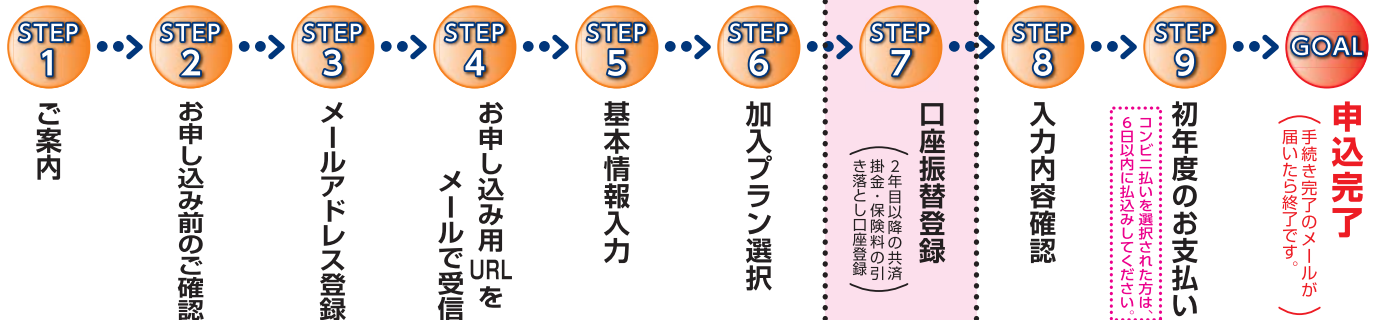 STEP
1
ご案内
STEP
2
お申し込み前のご確認
STEP
3
メールアドレス登録
STEP
4
お申し込み用URLを
メールで受信
STEP
5
基本情報入力
STEP
6
加入プラン選択
STEP
7
口座振替登録
（2年目以降の共済
掛金・保険料の引
き落とし口座登録）
STEP
8
入力内容確認
STEP
9
初年度のお支払い
コンビニ払いを選択された方は、
6日以内に払込みしてください。
GOAL
申込完了
（手続き完了のメールが
届いたら終了です。）